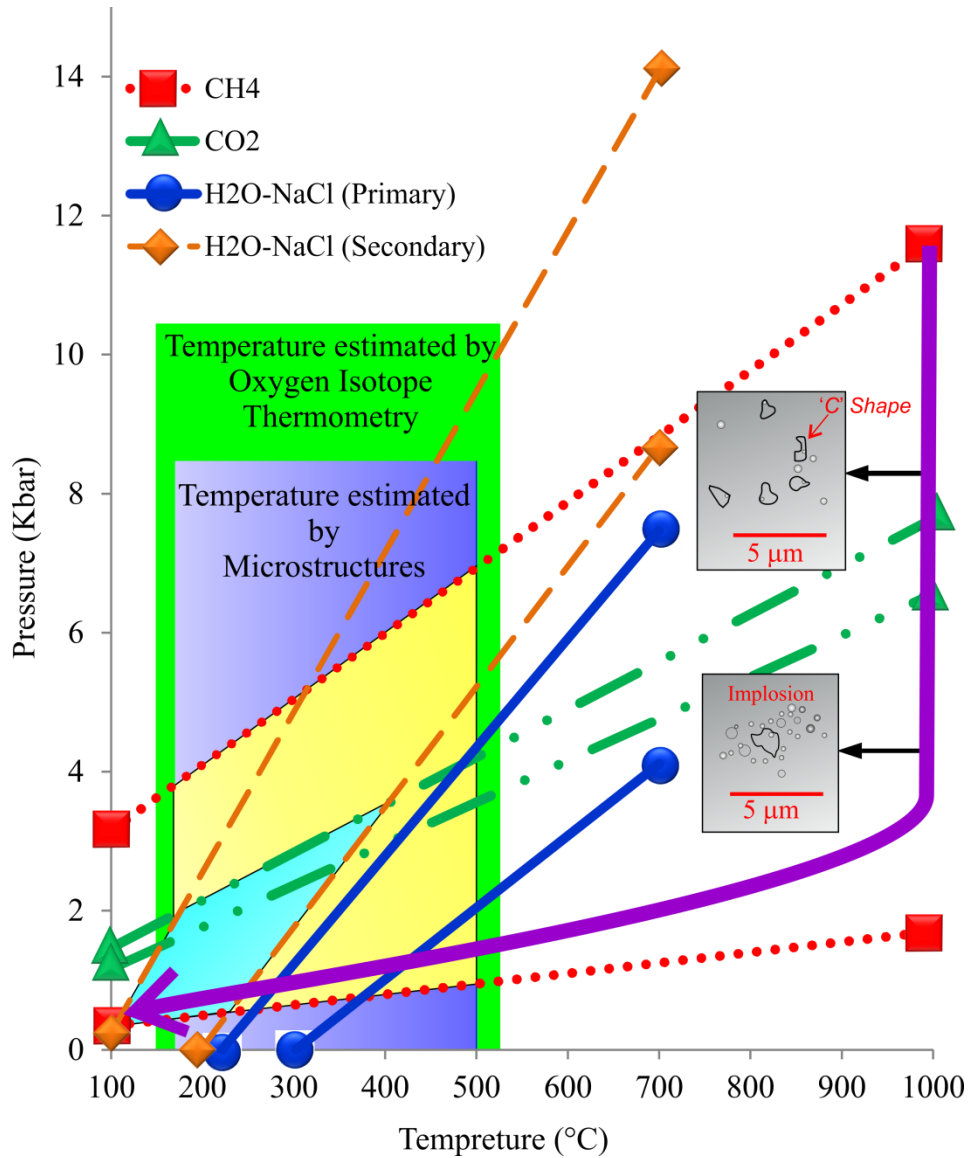 14
12
10
8
6
4
2
0
Pressure (Kbar)
CH4
CO2
H2O-NaCl (Primary)
H2O-NaCl (Secondary)
Temperature estimated by
Oxygen Isotope
Thermometry
Temperature estimated
by
Microstructures
'C' Shape
5 µm
Implosion
5 µm
100 200 300 400 500 600 700 800 900 1000
Tempreture (°C)